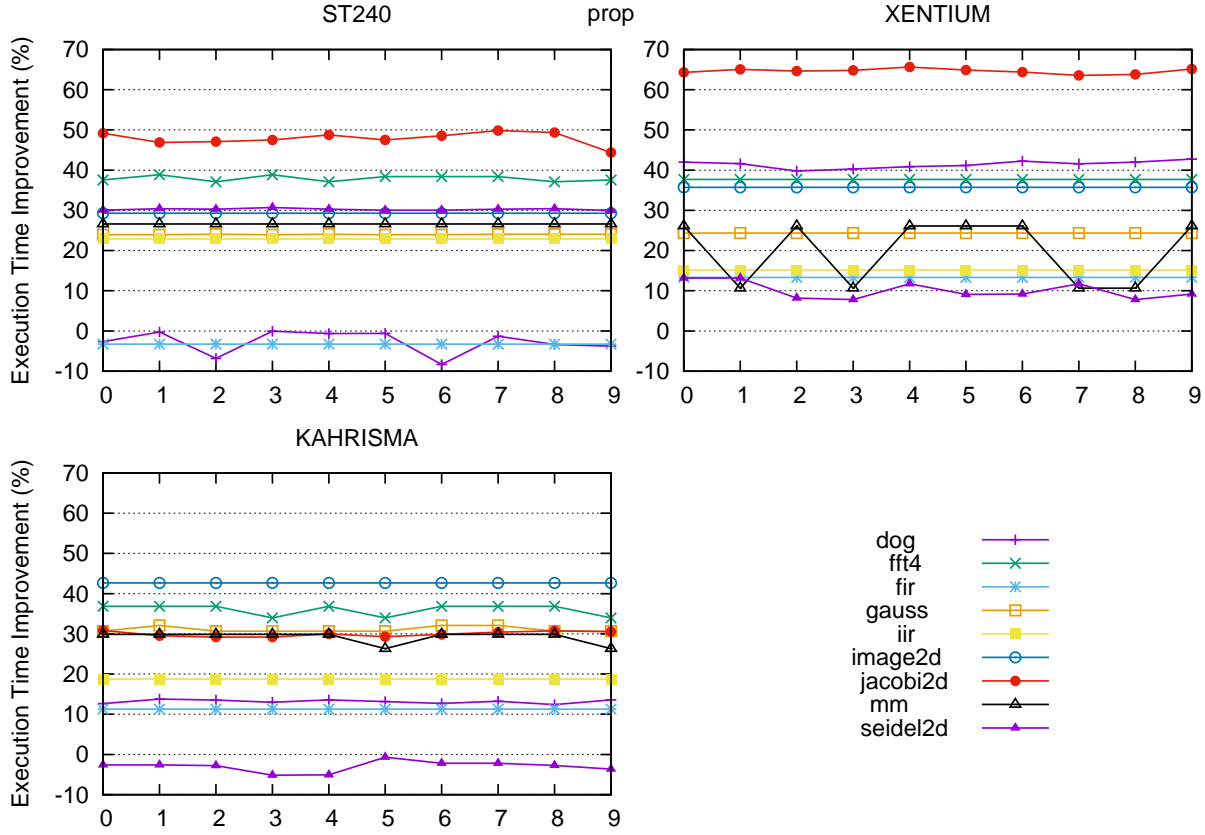 ST240 prop XENTIUM
Execution Time Improvement (%)
70
60
50
40
30
20
10
0
-10
0 1 2 3 4 5 6 7 8 9
Execution Time Improvement (%)
70
60
50
40
30
20
10
0
-10
0 1 2 3 4 5 6 7 8 9
KAHRISMA
Execution Time Improvement (%)
70
60
50
40
30
20
10
0
-10
0 1 2 3 4 5 6 7 8 9
dog
fft4
fir
gauss
iir
image2d
jacobi2d
mm
seidel2d